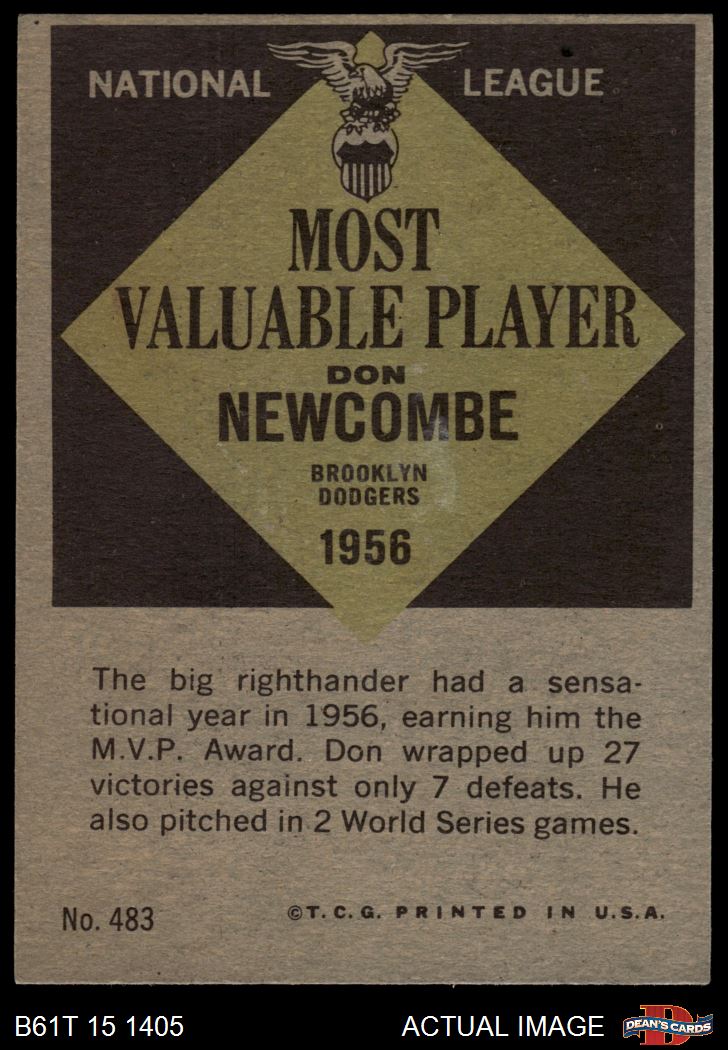 NATIONAL LEAGUE
MOST
VALUABLE PLAYER
DON
NEWCOMBE
BROOKLYN
DODGERS
1956
The big righthander had a sensa-
tional year in 1956, earning him the
M.V.P. Award. Don wrapped up 27
victories against only 7 defeats. He
also pitched in 2 World Series games.
No. 483 ©T.C.G. PRINTED IN U.S.A.
B61T 15 1405 ACTUAL IMAGE D DEAN'S CARDS